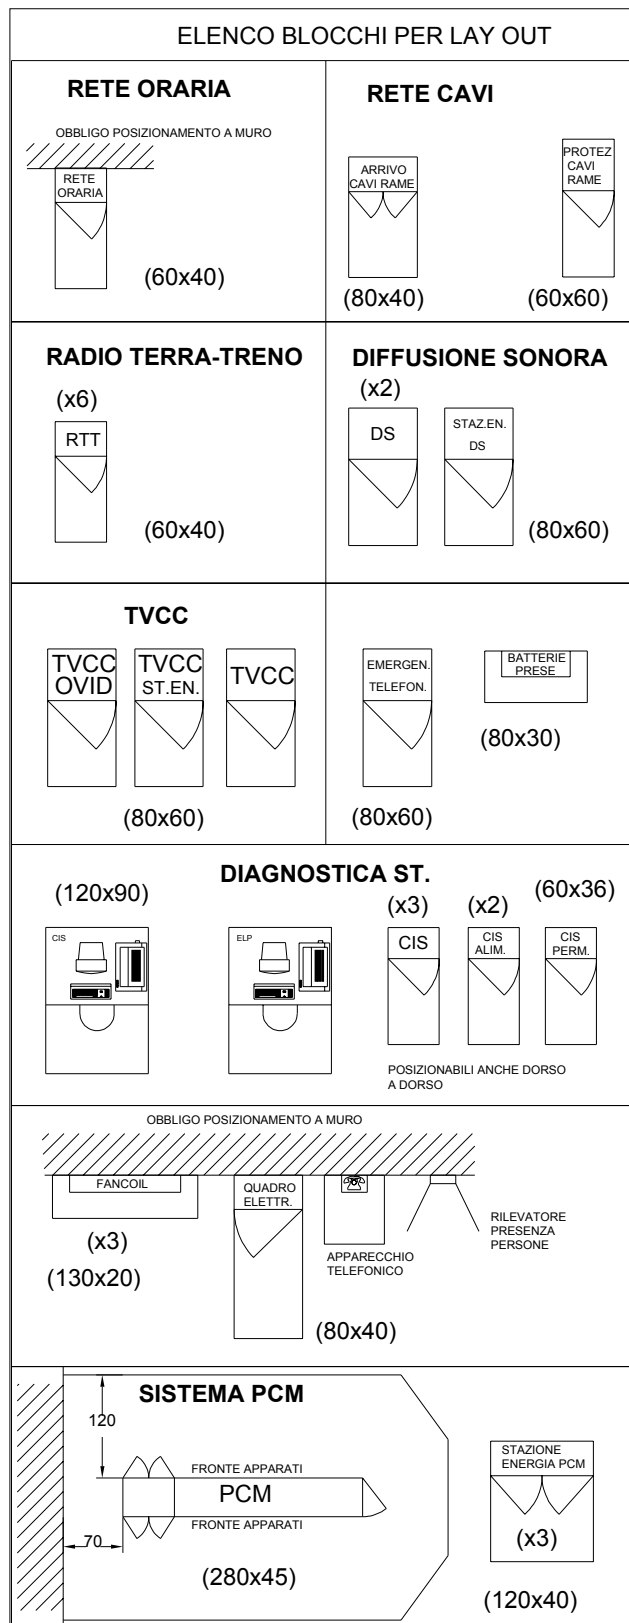 ELENCO BLOCCHI PER LAY OUT
RETE ORARIA
OBBLIGO POSIZIONAMENTO A MURO
RETE
ORARIA
(60x40)
RETE CAVI
ARRIVO
CAVI RAME
(80x40)
PROTEZ
CAVI
RAME
(60x60)
RADIO TERRA-TRENO
(x6)
RTT
(60x40)
DIFFUSIONE SONORA
(x2)
DS
STAZ.EN.
DS
(80x60)
TVCC
TVCC
OVID
TVCC
ST.EN.
TVCC
(80x60)
EMERGEN.
TELEFON.
(80x60)
BATTERIE
PRESE
(80x30)
DIAGNOSTICA ST.
(120x90)
CIS
ELP
(x3)
CIS
(x2)
CIS
ALIM.
(60x36)
CIS
PERM.
POSIZIONABILI ANCHE DORSO
A DORSO
OBBLIGO POSIZIONAMENTO A MURO
FANCOIL
(x3)
(130x20)
QUADRO
ELETTR.
(80x40)
APPARECCHIO
TELEFONICO
RILEVATORE
PRESENZA
PERSONE
SISTEMA PCM
120
FRONTE APPARATI
PCM
FRONTE APPARATI
70
(280x45)
STAZIONE
ENERGIA PCM
(x3)
(120x40)